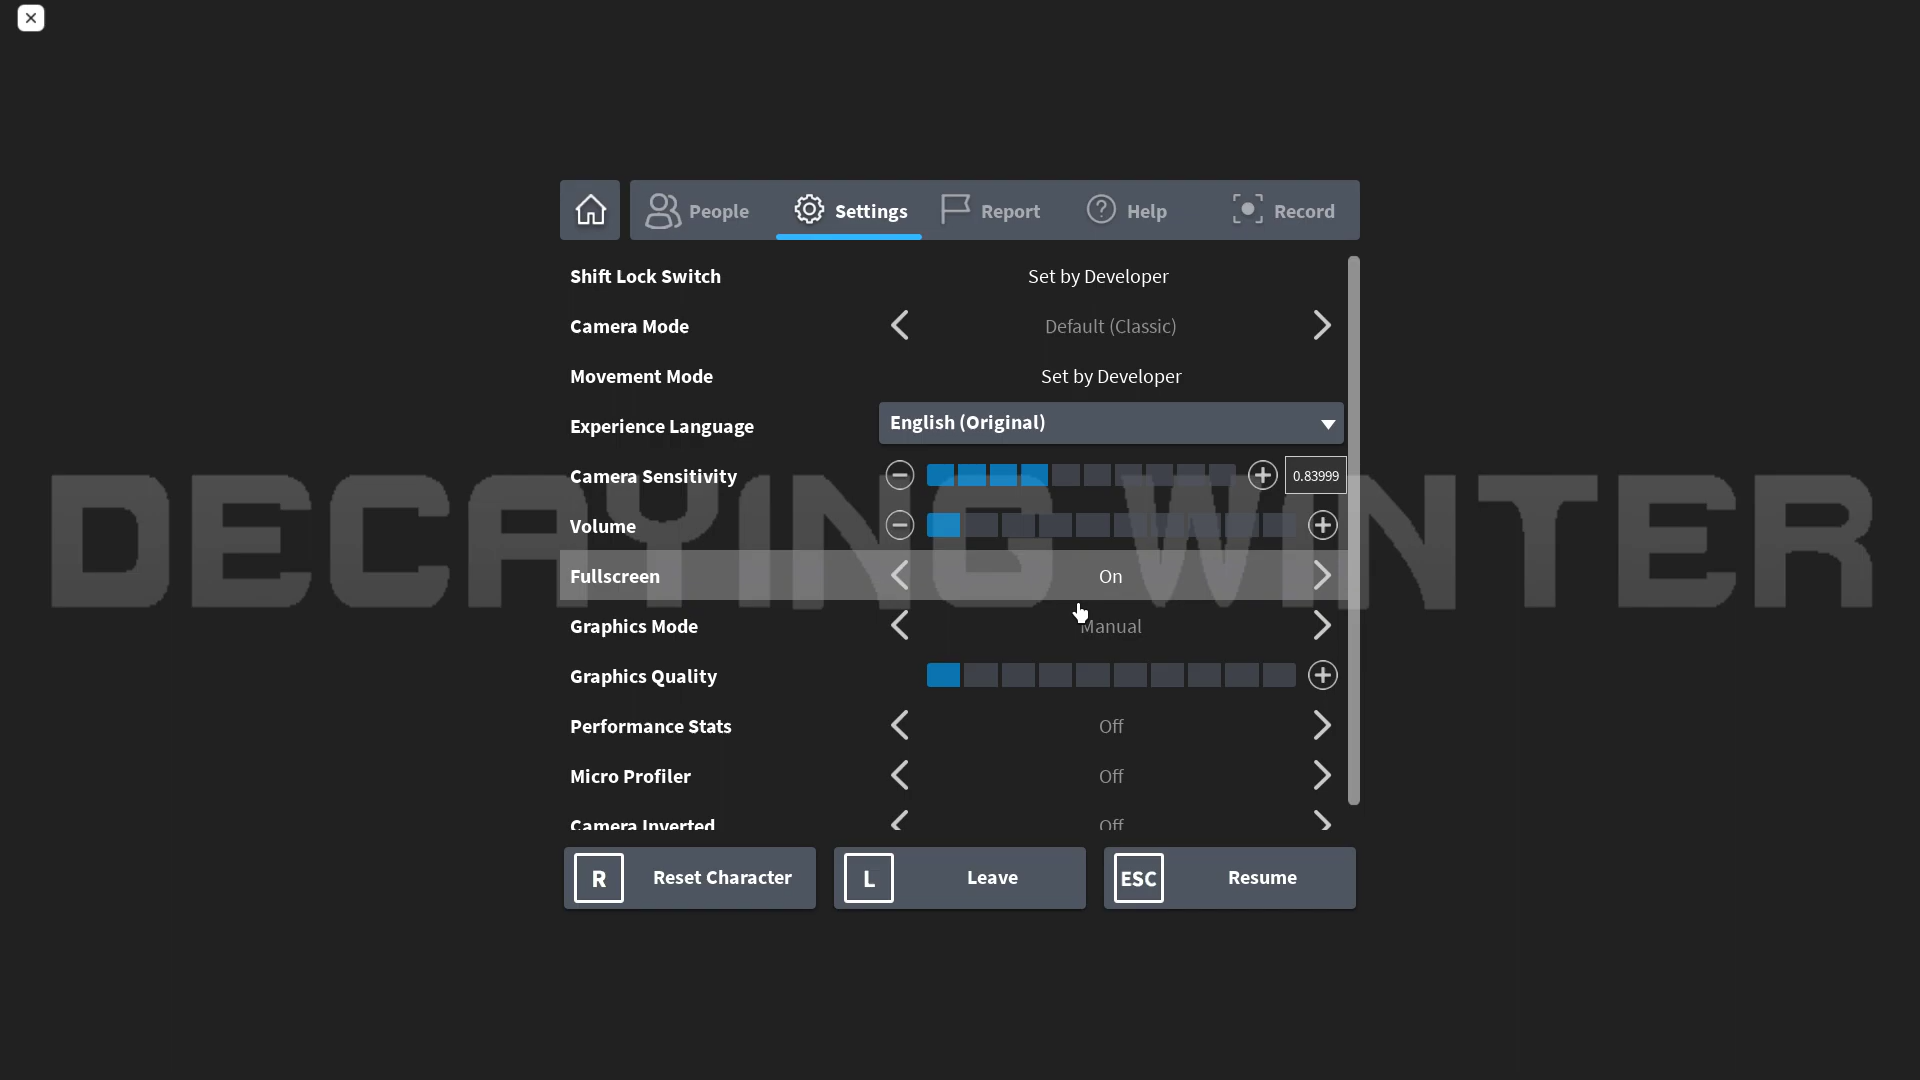 People
Settings
Report
Help
Record
Shift Lock Switch
Set by Developer
Camera Mode
Default (Classic)
Movement Mode
Set by Developer
Experience Language
English (Original)
Camera Sensitivity
0.83999
DECAYING WINTER
Volume
Fullscreen
On
Graphics Mode
Manual
Graphics Quality
Performance Stats
Off
Micro Profiler
Off
Camera Inverted
Off
R Reset Character
L Leave
ESC Resume